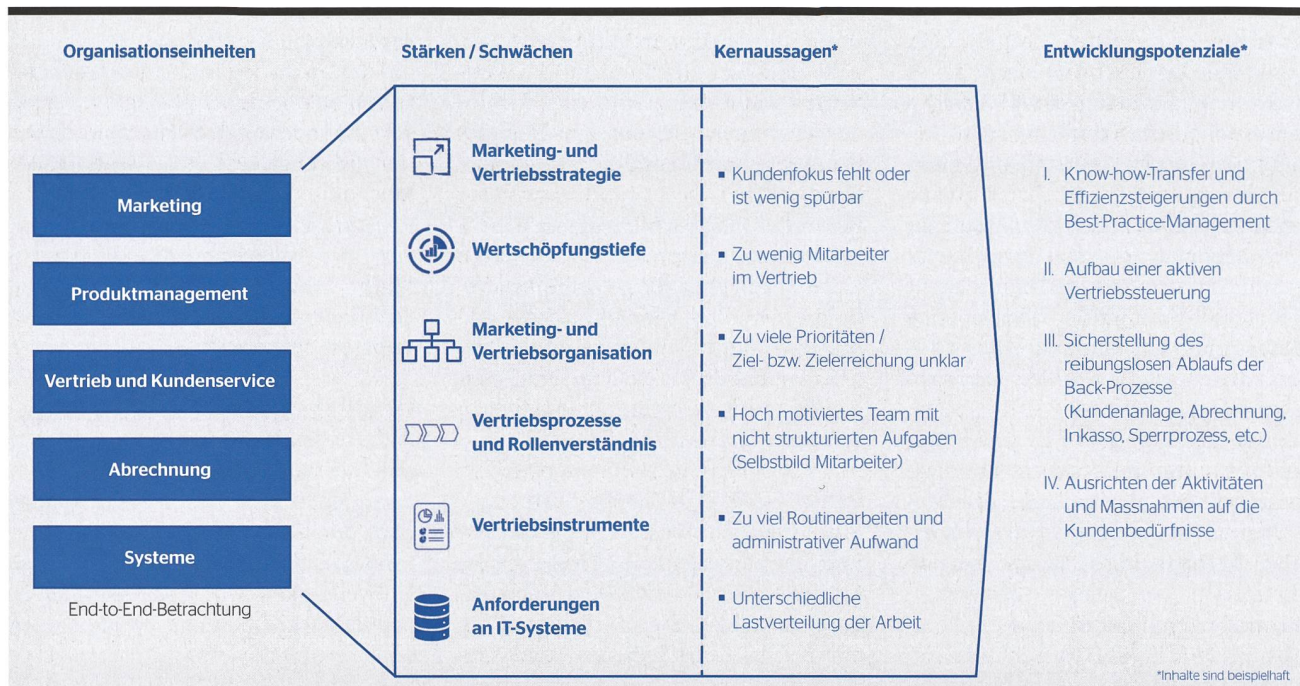 Organisationseinheiten
Marketing
Produktmanagement
Vertrieb und Kundenservice
Abrechnung
Systeme
End-to-End-Betrachtung
Stärken / Schwächen
Marketing- und
Vertriebsstrategie
Wertschöpfungstiefe
Marketing- und
Vertriebsorganisation
Vertriebsprozesse
und Rollenverständnis
Vertriebsinstrumente
Anforderungen
an IT-Systeme
Kernaussagen*
▪ Kundenfokus fehlt oder
ist wenig spürbar
▪ Zu wenig Mitarbeiter
im Vertrieb
▪ Zu viele Prioritäten /
Ziel- bzw. Zielerreichung unklar
▪ Hoch motiviertes Team mit
nicht strukturierten Aufgaben
(Selbstbild Mitarbeiter)
▪ Zu viel Routinearbeiten und
administrativer Aufwand
▪ Unterschiedliche
Lastverteilung der Arbeit
Entwicklungspotenziale*
I. Know-how-Transfer und
Effizienzsteigerungen durch
Best-Practice-Management
II. Aufbau einer aktiven
Vertriebssteuerung
III. Sicherstellung des
reibungslosen Ablaufs der
Back-Prozesse
(Kundenanlage, Abrechnung,
Inkasso, Sperrprozess, etc.)
IV. Ausrichten der Aktivitäten
und Massnahmen auf die
Kundenbedürfnisse
*Inhalte sind beispielhaft